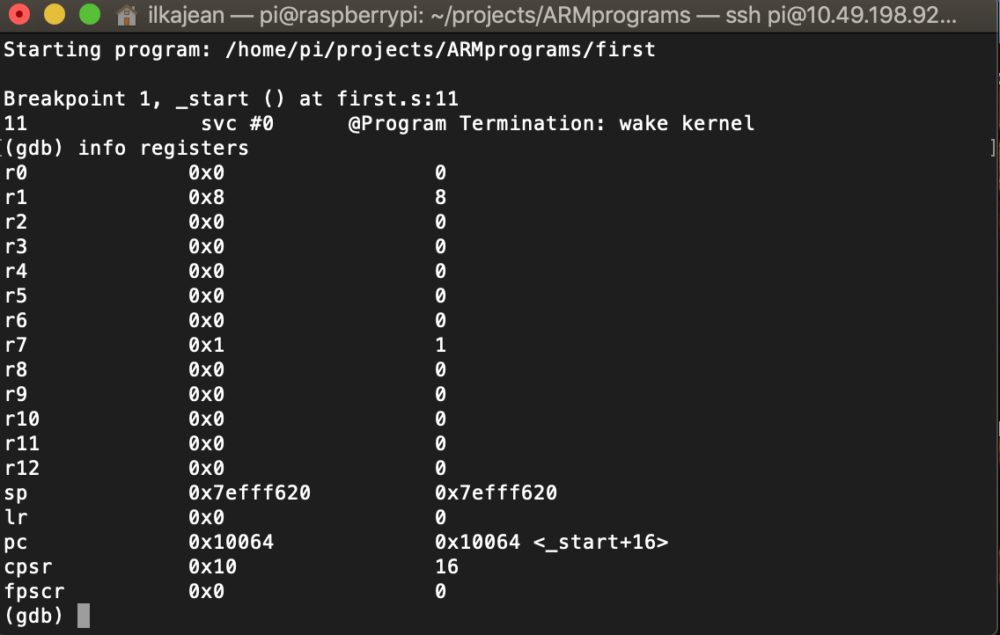 ilkajean — pi@raspberrypi: ~/projects/ARMprograms — ssh pi@10.49.198.92...
Starting program: /home/pi/projects/ARMprograms/first
Breakpoint 1, _start () at first.s:11
11 svc #0 @Program Termination: wake kernel
[(gdb) info registers ]
r0 0x0 0
r1 0x8 8
r2 0x0 0
r3 0x0 0
r4 0x0 0
r5 0x0 0
r6 0x0 0
r7 0x1 1
r8 0x0 0
r9 0x0 0
r10 0x0 0
r11 0x0 0
r12 0x0 0
sp 0x7efff620 0x7efff620
lr 0x0 0
pc 0x10064 0x10064 <_start+16>
cpsr 0x10 16
fpscr 0x0 0
(gdb)